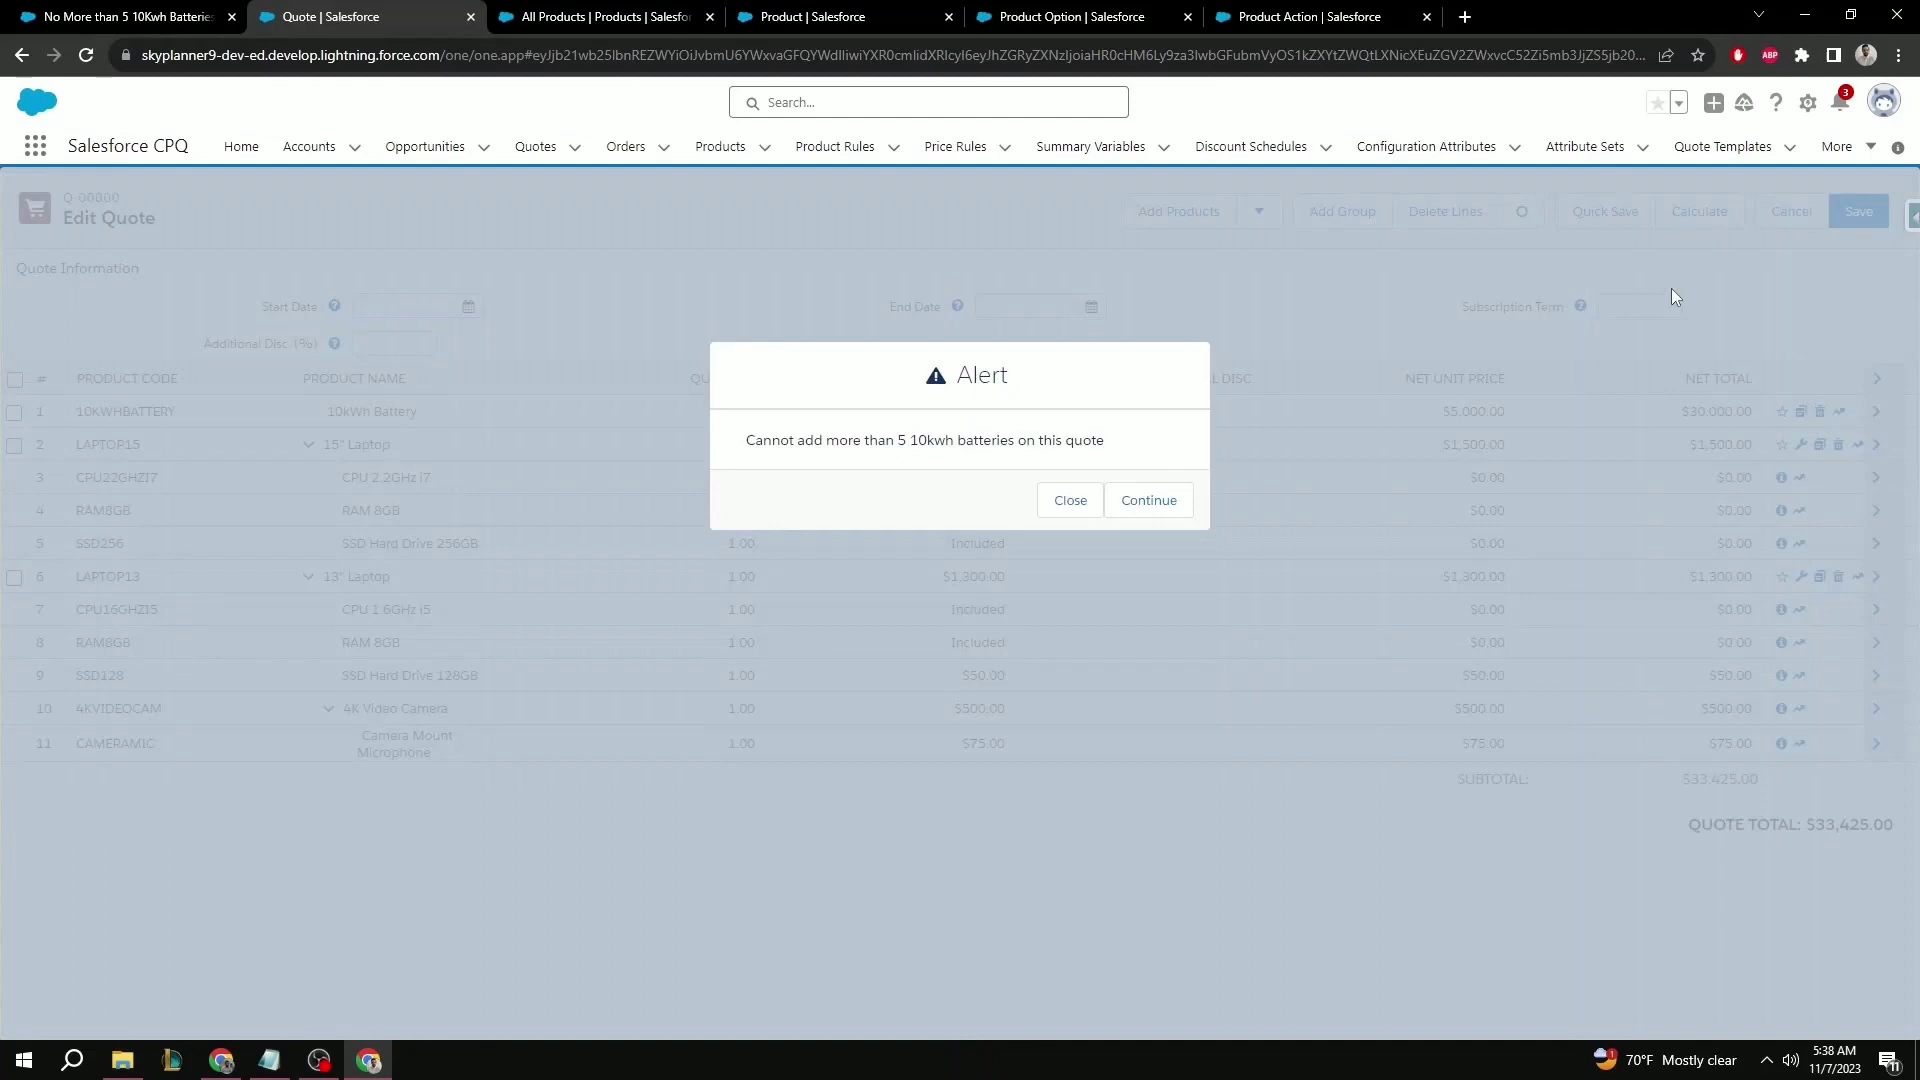 No More than 5 10Kwh Batteries
Quote | Salesforce
All Products | Products | Salesfor
Product | Salesforce
Product Option | Salesforce
Product Action | Salesforce
ABP
Search...
3
Salesforce CPQ
Home
Accounts
Opportunities
Quotes
Orders
Products
Product Rules
Price Rules
Summary Variables
Discount Schedules
Configuration Attributes
Attribute Sets
Quote Templates
More
Q-00000
Edit Quote
Add Products
Add Group
Delete Lines
Quick Save
Calculate
Cancel
Save
Quote Information
Start Date
End Date
Subscription Term
Additional Disc. (%)
Alert
Cannot add more than 5 10kwh batteries on this quote
Close
Continue
# PRODUCT CODE PRODUCT NAME QU L DISC. NET UNIT PRICE NET TOTAL
1 10KWHBATTERY 10kWh Battery $5,000.00 $30,000.00
2 LAPTOP15 15" Laptop $1,500.00 $1,500.00
3 CPU22GHZI7 CPU 2.2GHz i7 $0.00 $0.00
4 RAM8GB RAM 8GB $0.00 $0.00
5 SSD256 SSD Hard Drive 256GB 1.00 Included $0.00 $0.00
6 LAPTOP13 13" Laptop 1.00 $1,300.00 $1,300.00 $1,300.00
7 CPU16GHZI5 CPU 1.6GHz i5 1.00 Included $0.00 $0.00
8 RAM8GB RAM 8GB 1.00 Included $0.00 $0.00
9 SSD128 SSD Hard Drive 128GB 1.00 $50.00 $50.00 $50.00
10 4KVIDEOCAM 4K Video Camera 1.00 $500.00 $500.00 $500.00
11 CAMERAMIC Camera Mount Microphone 1.00 $75.00 $75.00 $75.00
SUBTOTAL: $33,425.00
QUOTE TOTAL: $33,425.00
1
70°F Mostly clear
5:38 AM
11/7/2023
11